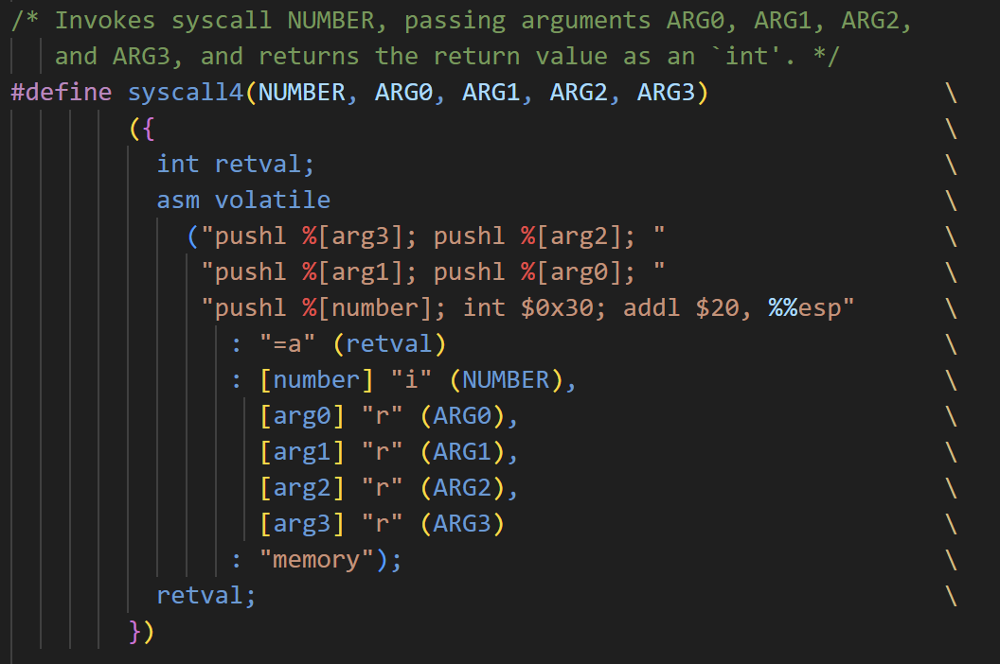 /* Invokes syscall NUMBER, passing arguments ARG0, ARG1, ARG2,
   and ARG3, and returns the return value as an `int'. */
#define syscall4(NUMBER, ARG0, ARG1, ARG2, ARG3)                \
        ({                                                      \
          int retval;                                           \
          asm volatile                                          \
            ("pushl %[arg3]; pushl %[arg2]; "                   \
             "pushl %[arg1]; pushl %[arg0]; "                   \
             "pushl %[number]; int $0x30; addl $20, %%esp"      \
               : "=a" (retval)                                  \
               : [number] "i" (NUMBER),                         \
                 [arg0] "r" (ARG0),                             \
                 [arg1] "r" (ARG1),                             \
                 [arg2] "r" (ARG2),                             \
                 [arg3] "r" (ARG3)                              \
               : "memory");                                     \
          retval;                                               \
        })